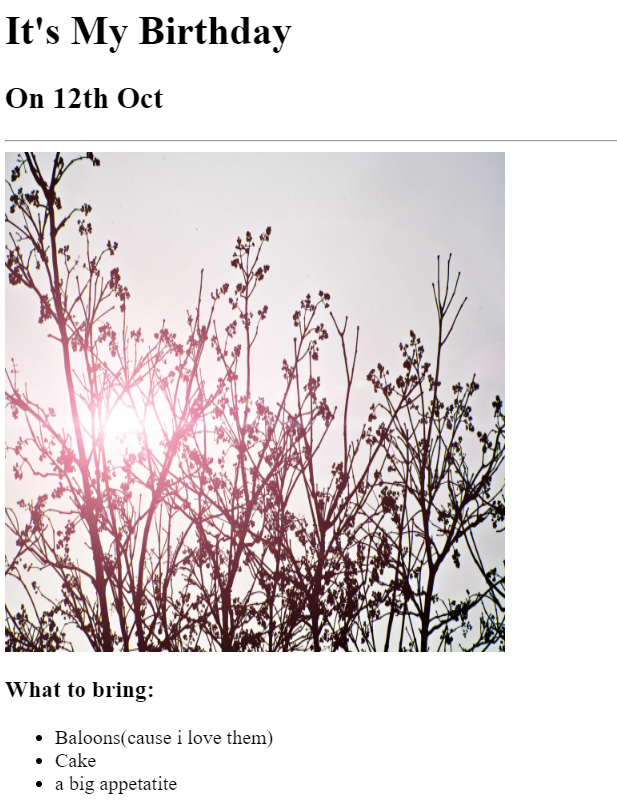 It's My Birthday
On 12th Oct
What to bring:
Baloons(cause i love them)
Cake
a big appetatite